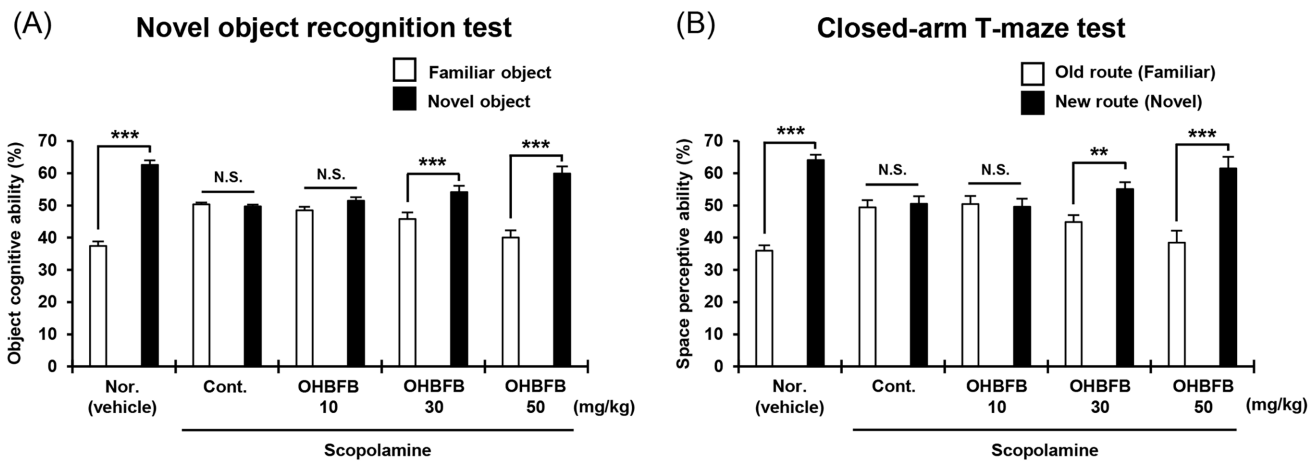 (A)
Novel object recognition test
Familiar object
Novel object
Object cognitive ability (%)
70
60
50
40
30
20
10
0
***
N.S.
N.S.
***
***
Nor. (vehicle)
Cont.
OHBFB 10
OHBFB 30
OHBFB 50
(mg/kg)
Scopolamine
(B)
Closed-arm T-maze test
Old route (Familiar)
New route (Novel)
Space perceptive ability (%)
70
60
50
40
30
20
10
0
***
N.S.
N.S.
**
***
Nor. (vehicle)
Cont.
OHBFB 10
OHBFB 30
OHBFB 50
(mg/kg)
Scopolamine